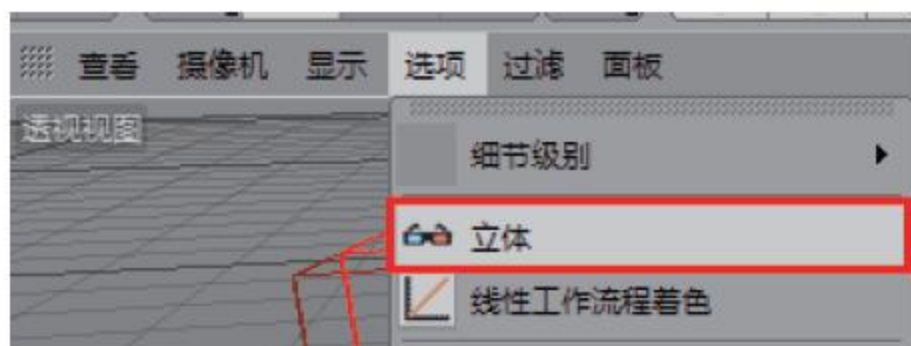 查看 摄像机 显示 选项 过滤 面板
透视视图
细节级别
立体
线性工作流程着色